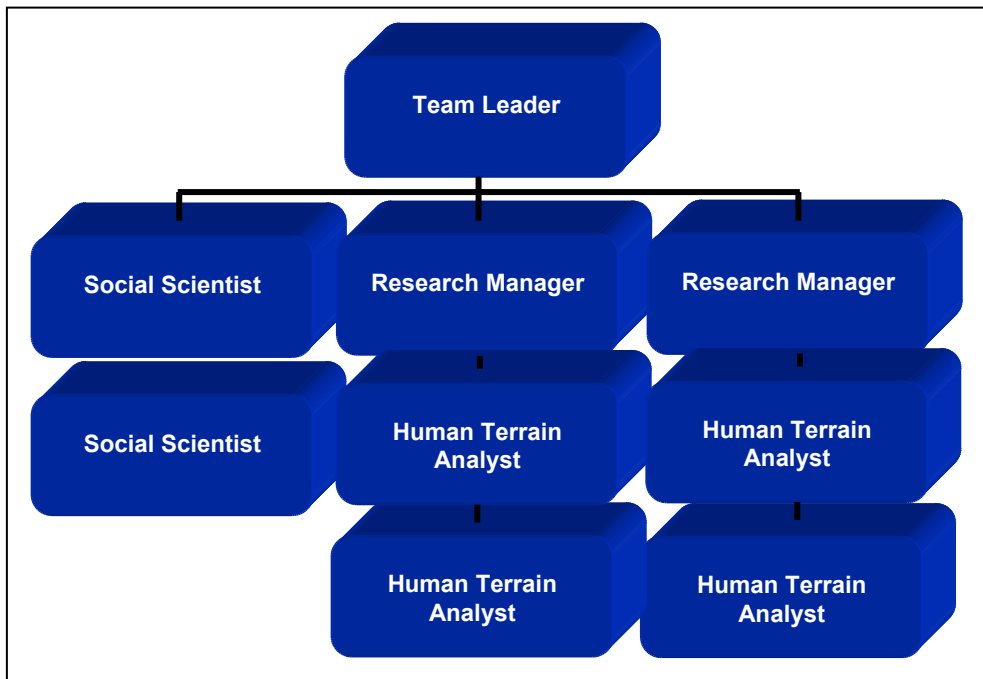 Team Leader
Social Scientist
Research Manager
Research Manager
Social Scientist
Human Terrain
Analyst
Human Terrain
Analyst
Human Terrain
Analyst
Human Terrain
Analyst